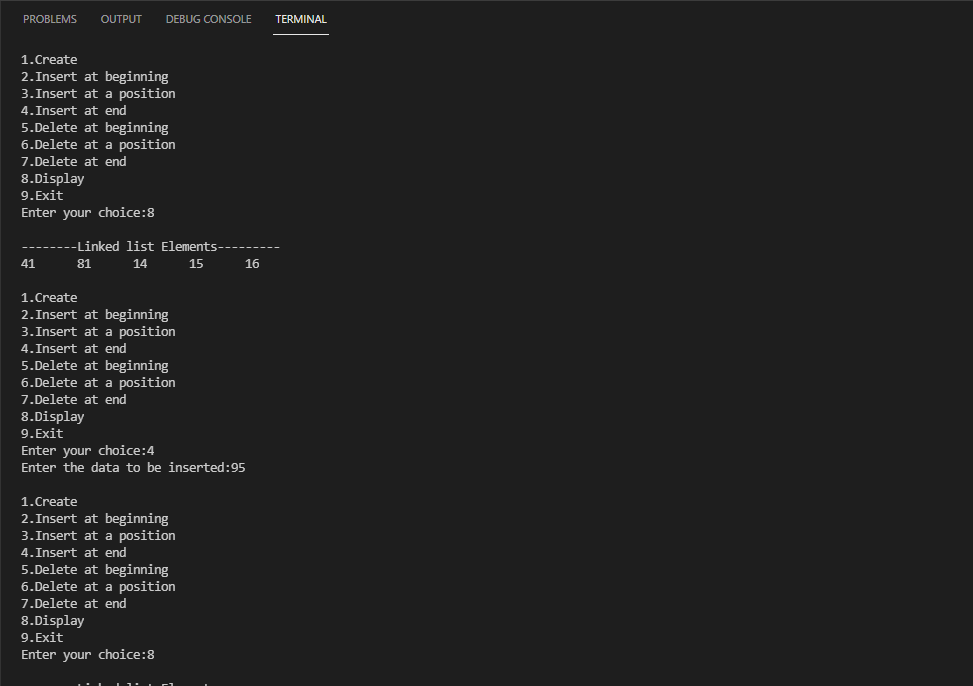 PROBLEMS OUTPUT DEBUG CONSOLE TERMINAL
1.Create
2.Insert at beginning
3.Insert at a position
4.Insert at end
5.Delete at beginning
6.Delete at a position
7.Delete at end
8.Display
9.Exit
Enter your choice:8
--------Linked list Elements---------
41 81 14 15 16
1.Create
2.Insert at beginning
3.Insert at a position
4.Insert at end
5.Delete at beginning
6.Delete at a position
7.Delete at end
8.Display
9.Exit
Enter your choice:4
Enter the data to be inserted:95
1.Create
2.Insert at beginning
3.Insert at a position
4.Insert at end
5.Delete at beginning
6.Delete at a position
7.Delete at end
8.Display
9.Exit
Enter your choice:8